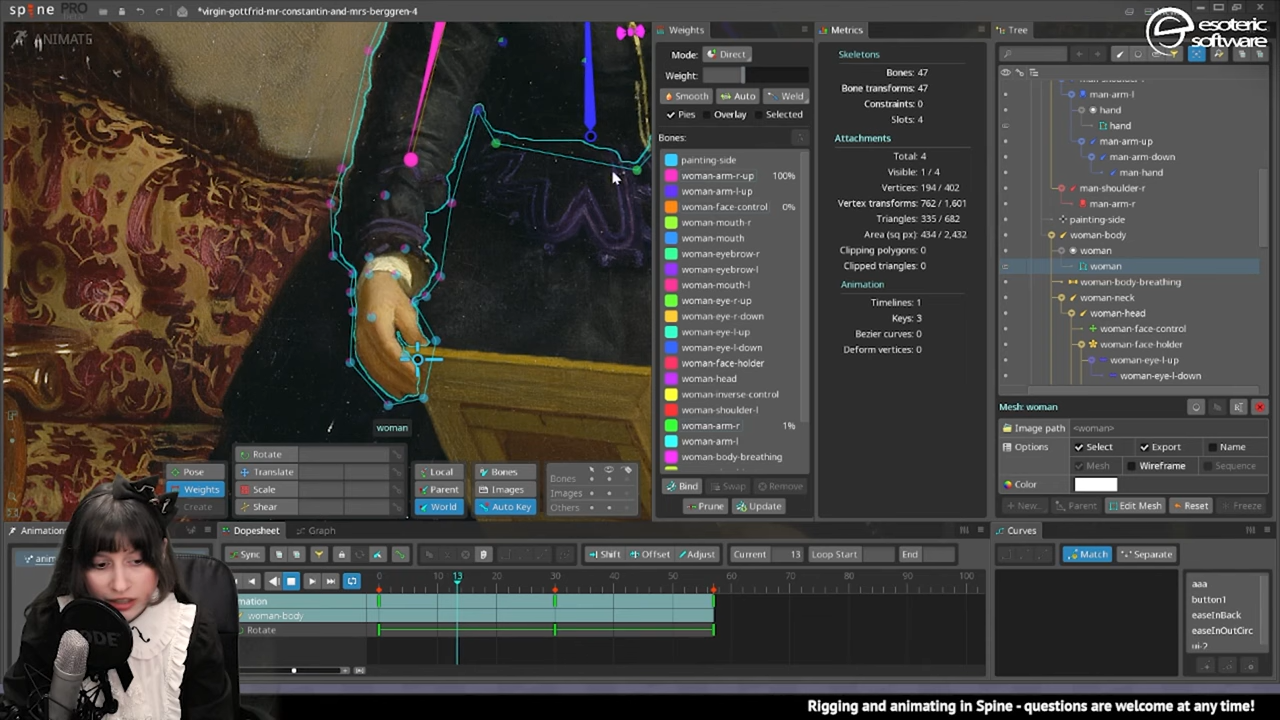 spine PRO
*virgin-gottfrid-mr-constantin-and-mrs-berggren-4
esoteric
software
ANIMATE
woman
Pose
Weights
Create
Rotate
Translate
Scale
Shear
Local
Parent
World
Bones
Images
Auto Key
Bones
Images
Others
Weights
Mode: Direct
Weight:
Smooth Auto Weld
Pies Overlay Selected
Bones:
painting-side
woman-arm-r-up 100%
woman-arm-l-up
woman-face-control 0%
woman-mouth-r
woman-mouth
woman-eyebrow-r
woman-eyebrow-l
woman-mouth-l
woman-eye-r-up
woman-eye-r-down
woman-eye-l-up
woman-eye-l-down
woman-face-holder
woman-head
woman-inverse-control
woman-shoulder-l
woman-arm-r 1%
woman-arm-l
woman-body-breathing
Bind Swap Remove
Prune Update
Metrics
Skeletons
Bones: 47
Bone transforms: 47
Constraints: 0
Slots: 4
Attachments
Total: 4
Visible: 1 / 4
Vertices: 194 / 402
Vertex transforms: 762 / 1,601
Triangles: 335 / 682
Area (sq px): 434 / 2,432
Clipping polygons: 0
Clipped triangles: 0
Animation
Timelines: 1
Keys: 3
Bezier curves: 0
Deform vertices: 0
Tree
man-arm-l
hand
hand
man-arm-up
man-arm-down
man-hand
man-shoulder-r
man-arm-r
painting-side
woman-body
woman
woman
woman-body-breathing
woman-neck
woman-head
woman-face-control
woman-face-holder
woman-eye-l-up
woman-eye-l-down
Mesh: woman
Image path <woman>
Options Select Export Name
Mesh Wireframe Sequence
Color
New... Parent Edit Mesh Reset Freeze
Animations
Dopesheet Graph
Sync
Shift Offset Adjust
Current 13 Loop Start End
0 10 13 20 30 40 50 60 70 80 90 100
mation
woman-body
Rotate
Curves
Match Separate
aaa
button1
easeInBack
easeInOutCirc
ui-2
Rigging and animating in Spine - questions are welcome at any time!